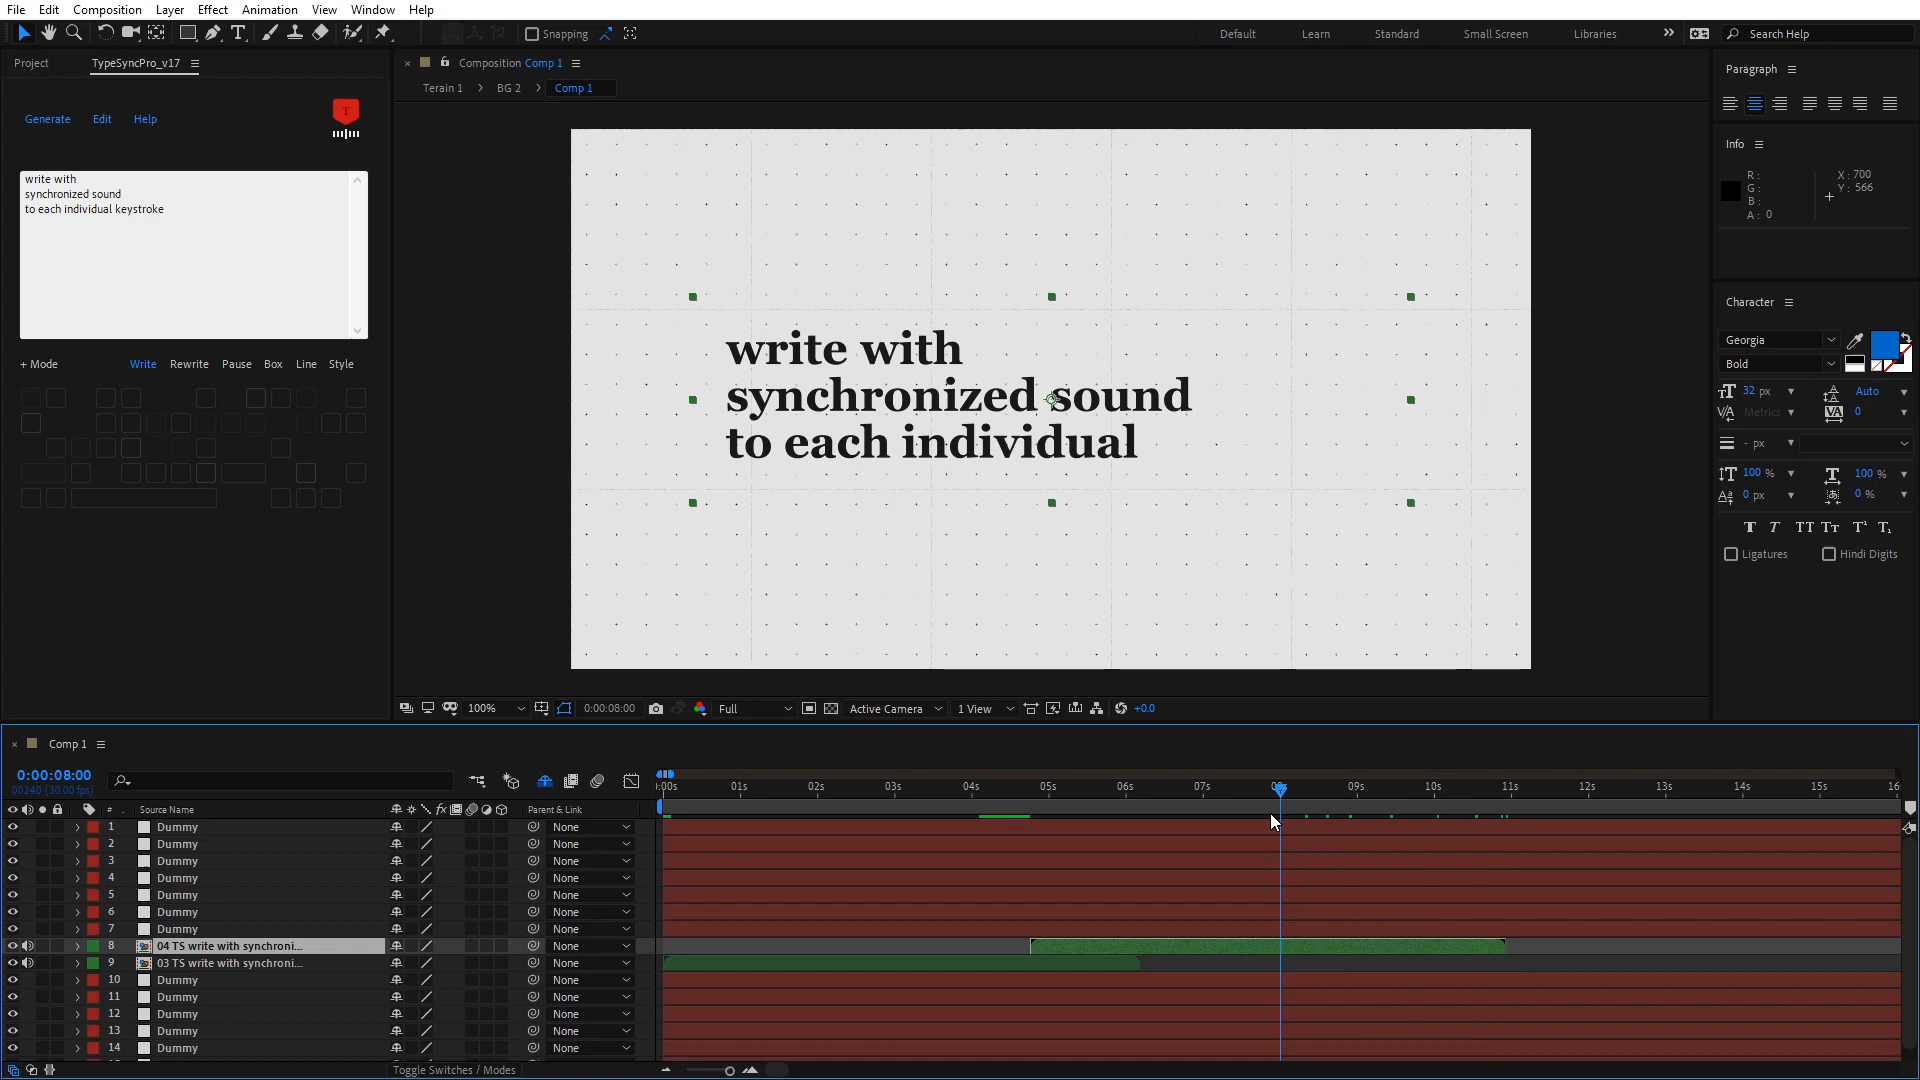 File Edit Composition Layer Effect Animation View Window Help
Snapping
Default Learn Standard Small Screen Libraries
Search Help
Project TypeSyncPro_v17
Composition Comp 1
Terain 1 > BG 2 > Comp 1
Generate Edit Help
T
write with
synchronized sound
to each individual keystroke
+ Mode Write Rewrite Pause Box Line Style
write with
synchronized sound
to each individual
100% 0:00:08:00 Full Active Camera 1 View +0.0
Paragraph
Info
R :
G :
B :
A : 0
X : 700
Y : 566
Character
Georgia
Bold
32 px Auto
Metrics 0
- px
100 % 100 %
0 px 0 %
T T TT Tt T¹ T₁
Ligatures Hindi Digits
Comp 1
0:00:08:00
00240 (30.00 fps)
:00s 01s 02s 03s 04s 05s 06s 07s 08s 09s 10s 11s 12s 13s 14s 15s 16
# Source Name fx Parent & Link
1 Dummy None
2 Dummy None
3 Dummy None
4 Dummy None
5 Dummy None
6 Dummy None
7 Dummy None
8 04 TS write with synchroni... None
9 03 TS write with synchroni... None
10 Dummy None
11 Dummy None
12 Dummy None
13 Dummy None
14 Dummy None
Toggle Switches / Modes